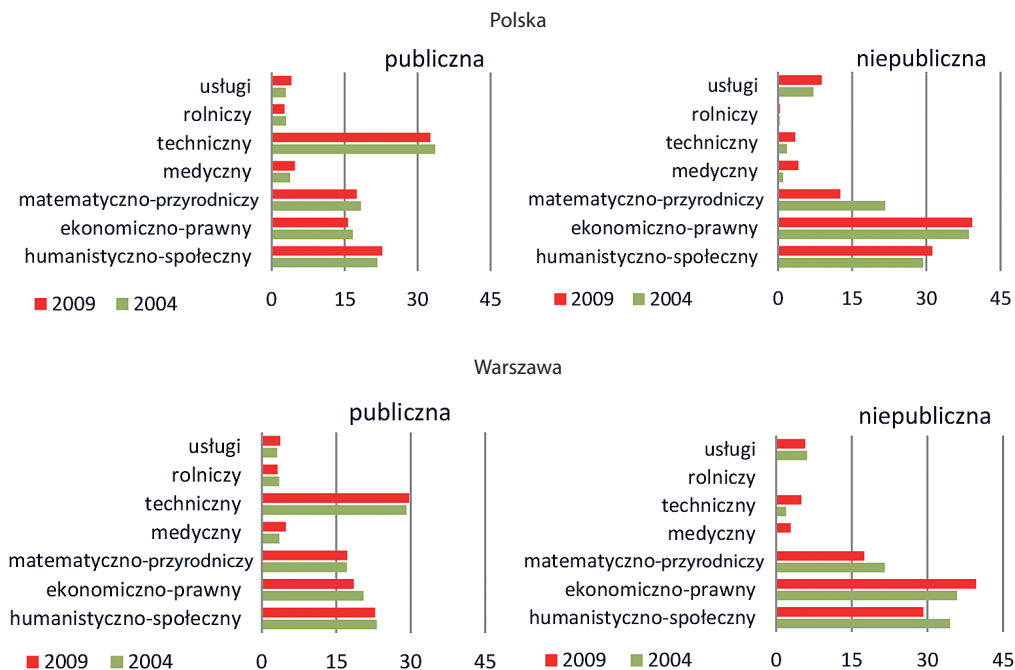 Polska
publiczna
usługi
rolniczy
techniczny
medyczny
matematyczno-przyrodniczy
ekonomiczno-prawny
humanistyczno-społeczny
2009 2004
0 15 30 45
niepubliczna
usługi
rolniczy
techniczny
medyczny
matematyczno-przyrodniczy
ekonomiczno-prawny
humanistyczno-społeczny
2009 2004
0 15 30 45
Warszawa
publiczna
usługi
rolniczy
techniczny
medyczny
matematyczno-przyrodniczy
ekonomiczno-prawny
humanistyczno-społeczny
2009 2004
0 15 30 45
niepubliczna
usługi
rolniczy
techniczny
medyczny
matematyczno-przyrodniczy
ekonomiczno-prawny
humanistyczno-społeczny
2009 2004
0 15 30 45